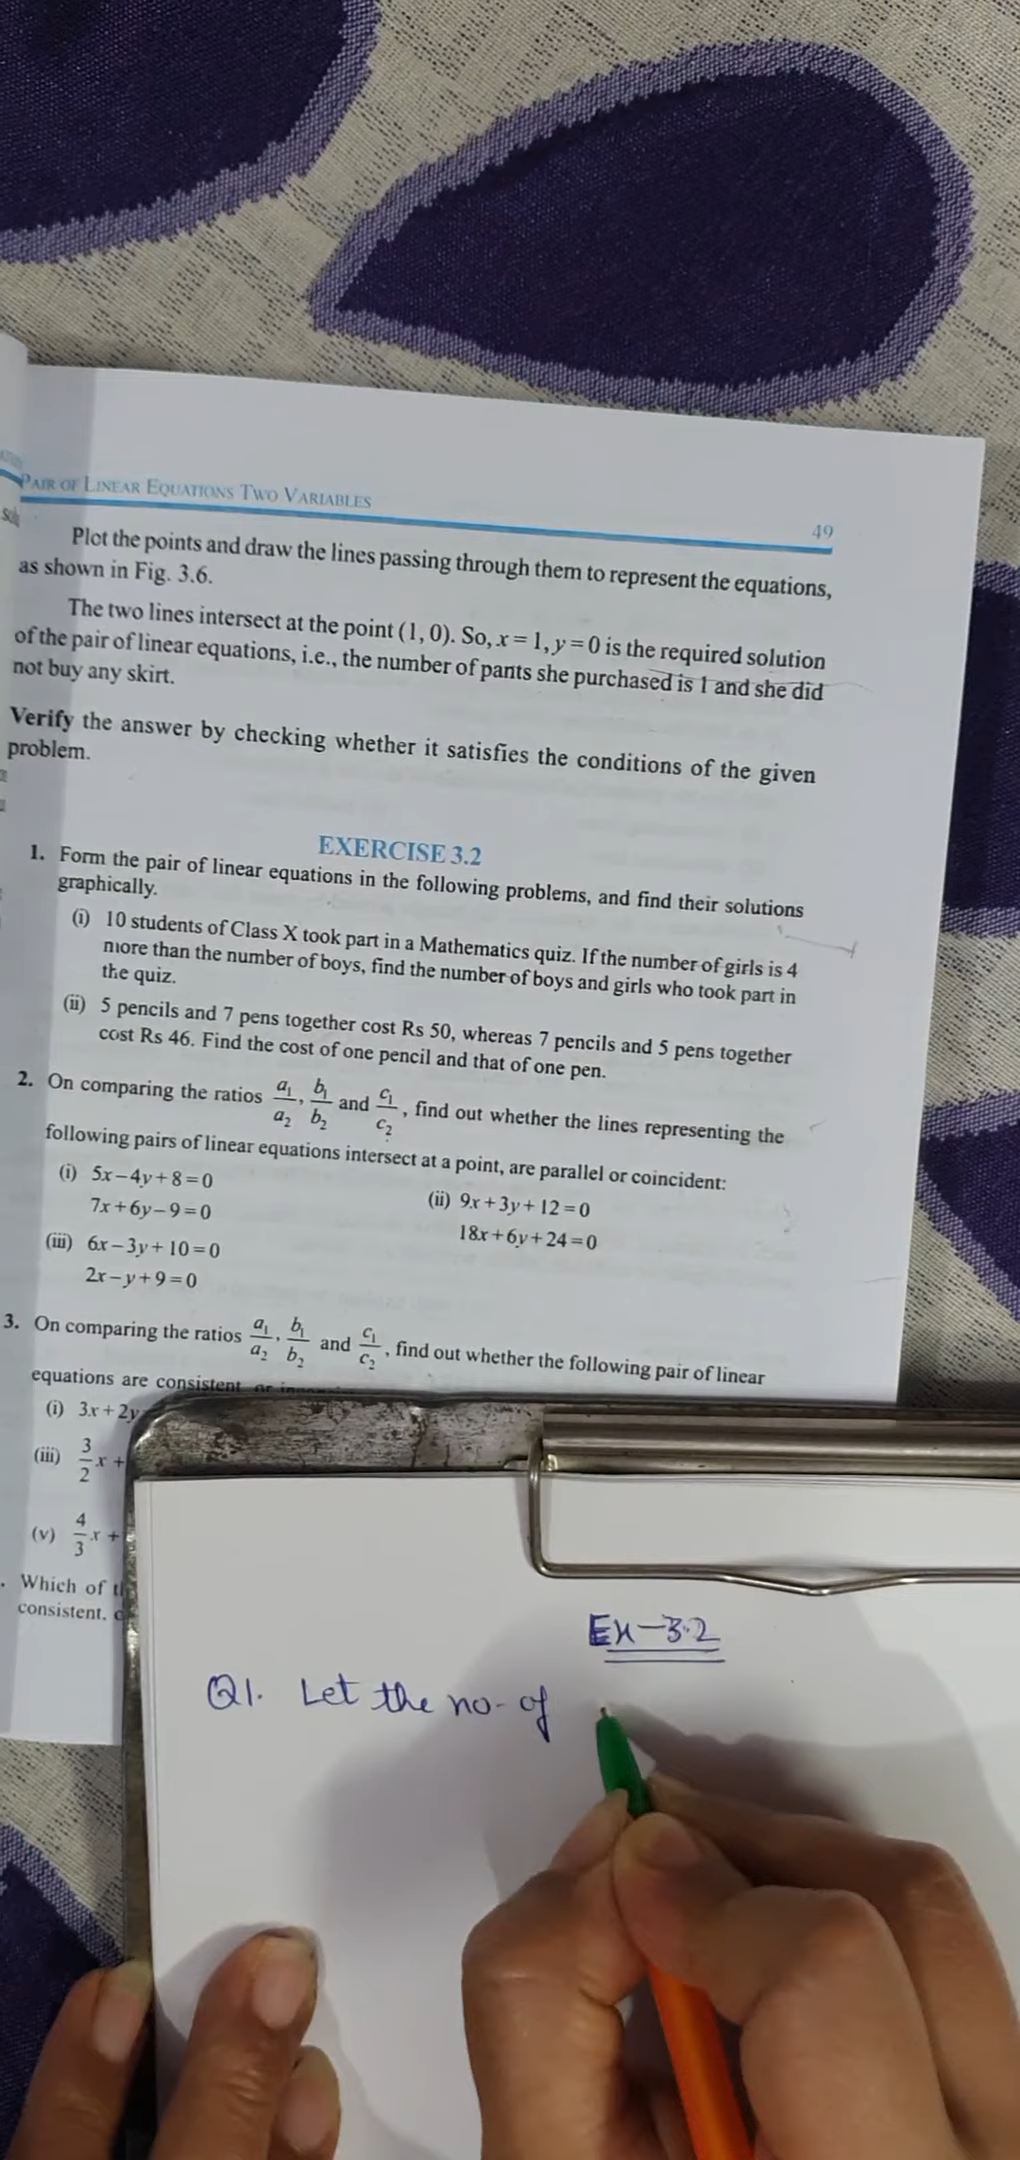 PAIR OF LINEAR EQUATIONS TWO VARIABLES
49
Plot the points and draw the lines passing through them to represent the equations,
as shown in Fig. 3.6.
The two lines intersect at the point (1, 0). So, x = 1, y = 0 is the required solution
of the pair of linear equations, i.e., the number of pants she purchased is 1 and she did
not buy any skirt.
Verify the answer by checking whether it satisfies the conditions of the given
problem.
EXERCISE 3.2
1. Form the pair of linear equations in the following problems, and find their solutions
graphically.
(i) 10 students of Class X took part in a Mathematics quiz. If the number of girls is 4
more than the number of boys, find the number of boys and girls who took part in
the quiz.
(ii) 5 pencils and 7 pens together cost Rs 50, whereas 7 pencils and 5 pens together
cost Rs 46. Find the cost of one pencil and that of one pen.
2. On comparing the ratios a₁/a₂, b₁/b₂ and c₁/c₂, find out whether the lines representing the
following pairs of linear equations intersect at a point, are parallel or coincident:
(i) 5x – 4y + 8 = 0
7x + 6y – 9 = 0
(ii) 9x + 3y + 12 = 0
18x + 6y + 24 = 0
(iii) 6x – 3y + 10 = 0
2x – y + 9 = 0
3. On comparing the ratios a₁/a₂, b₁/b₂ and c₁/c₂, find out whether the following pair of linear
equations are consistent, or
(i) 3x + 2y
(iii) 3/2 x +
(v) 4/3 x +
. Which of
consistent.
Ex-3.2
Q1. Let the no. of